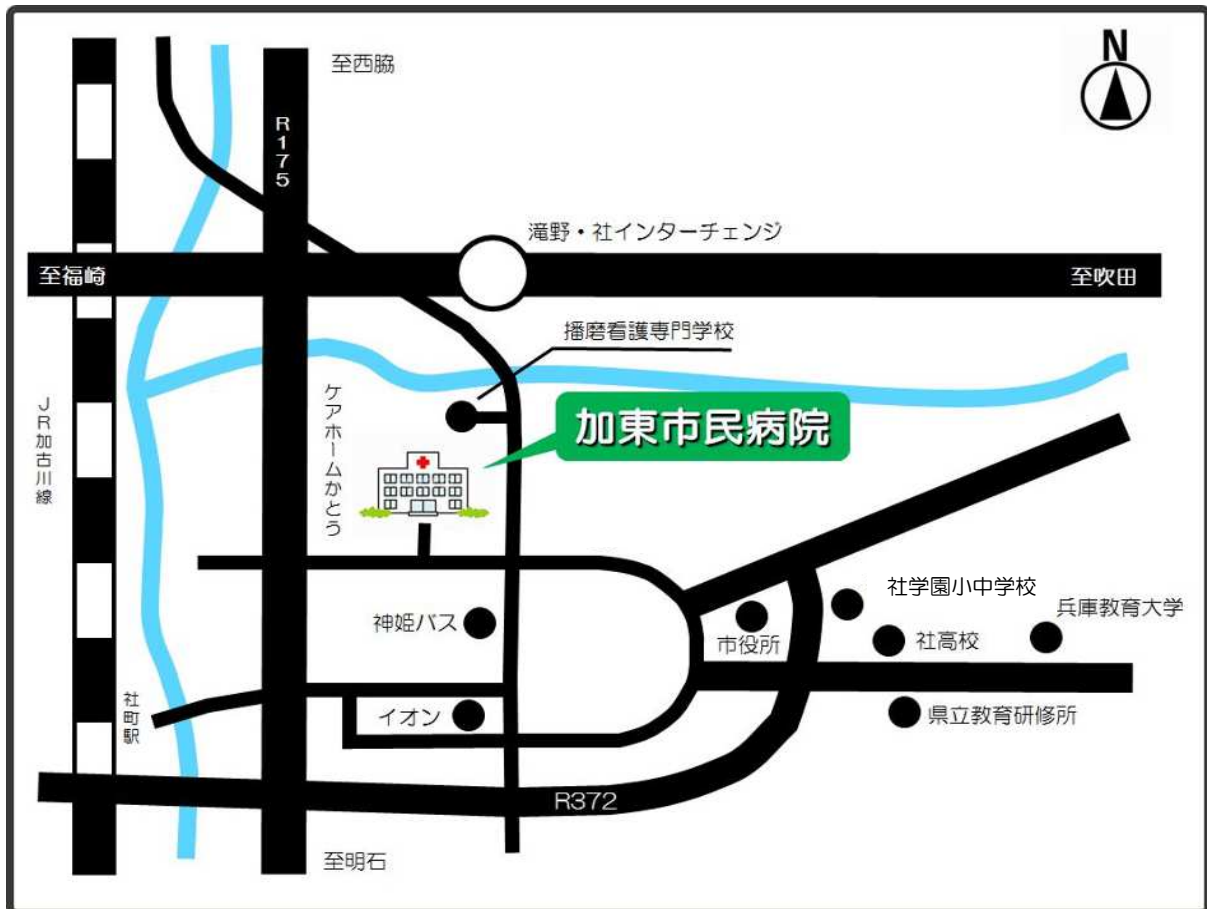 N
至西脇
R175
滝野・社インターチェンジ
至福崎
至吹田
播磨看護専門学校
ケアホームかとう
加東市民病院
JR加古川線
社学園小中学校
兵庫教育大学
神姫バス
市役所
社高校
社町駅
イオン
県立教育研修所
R372
至明石